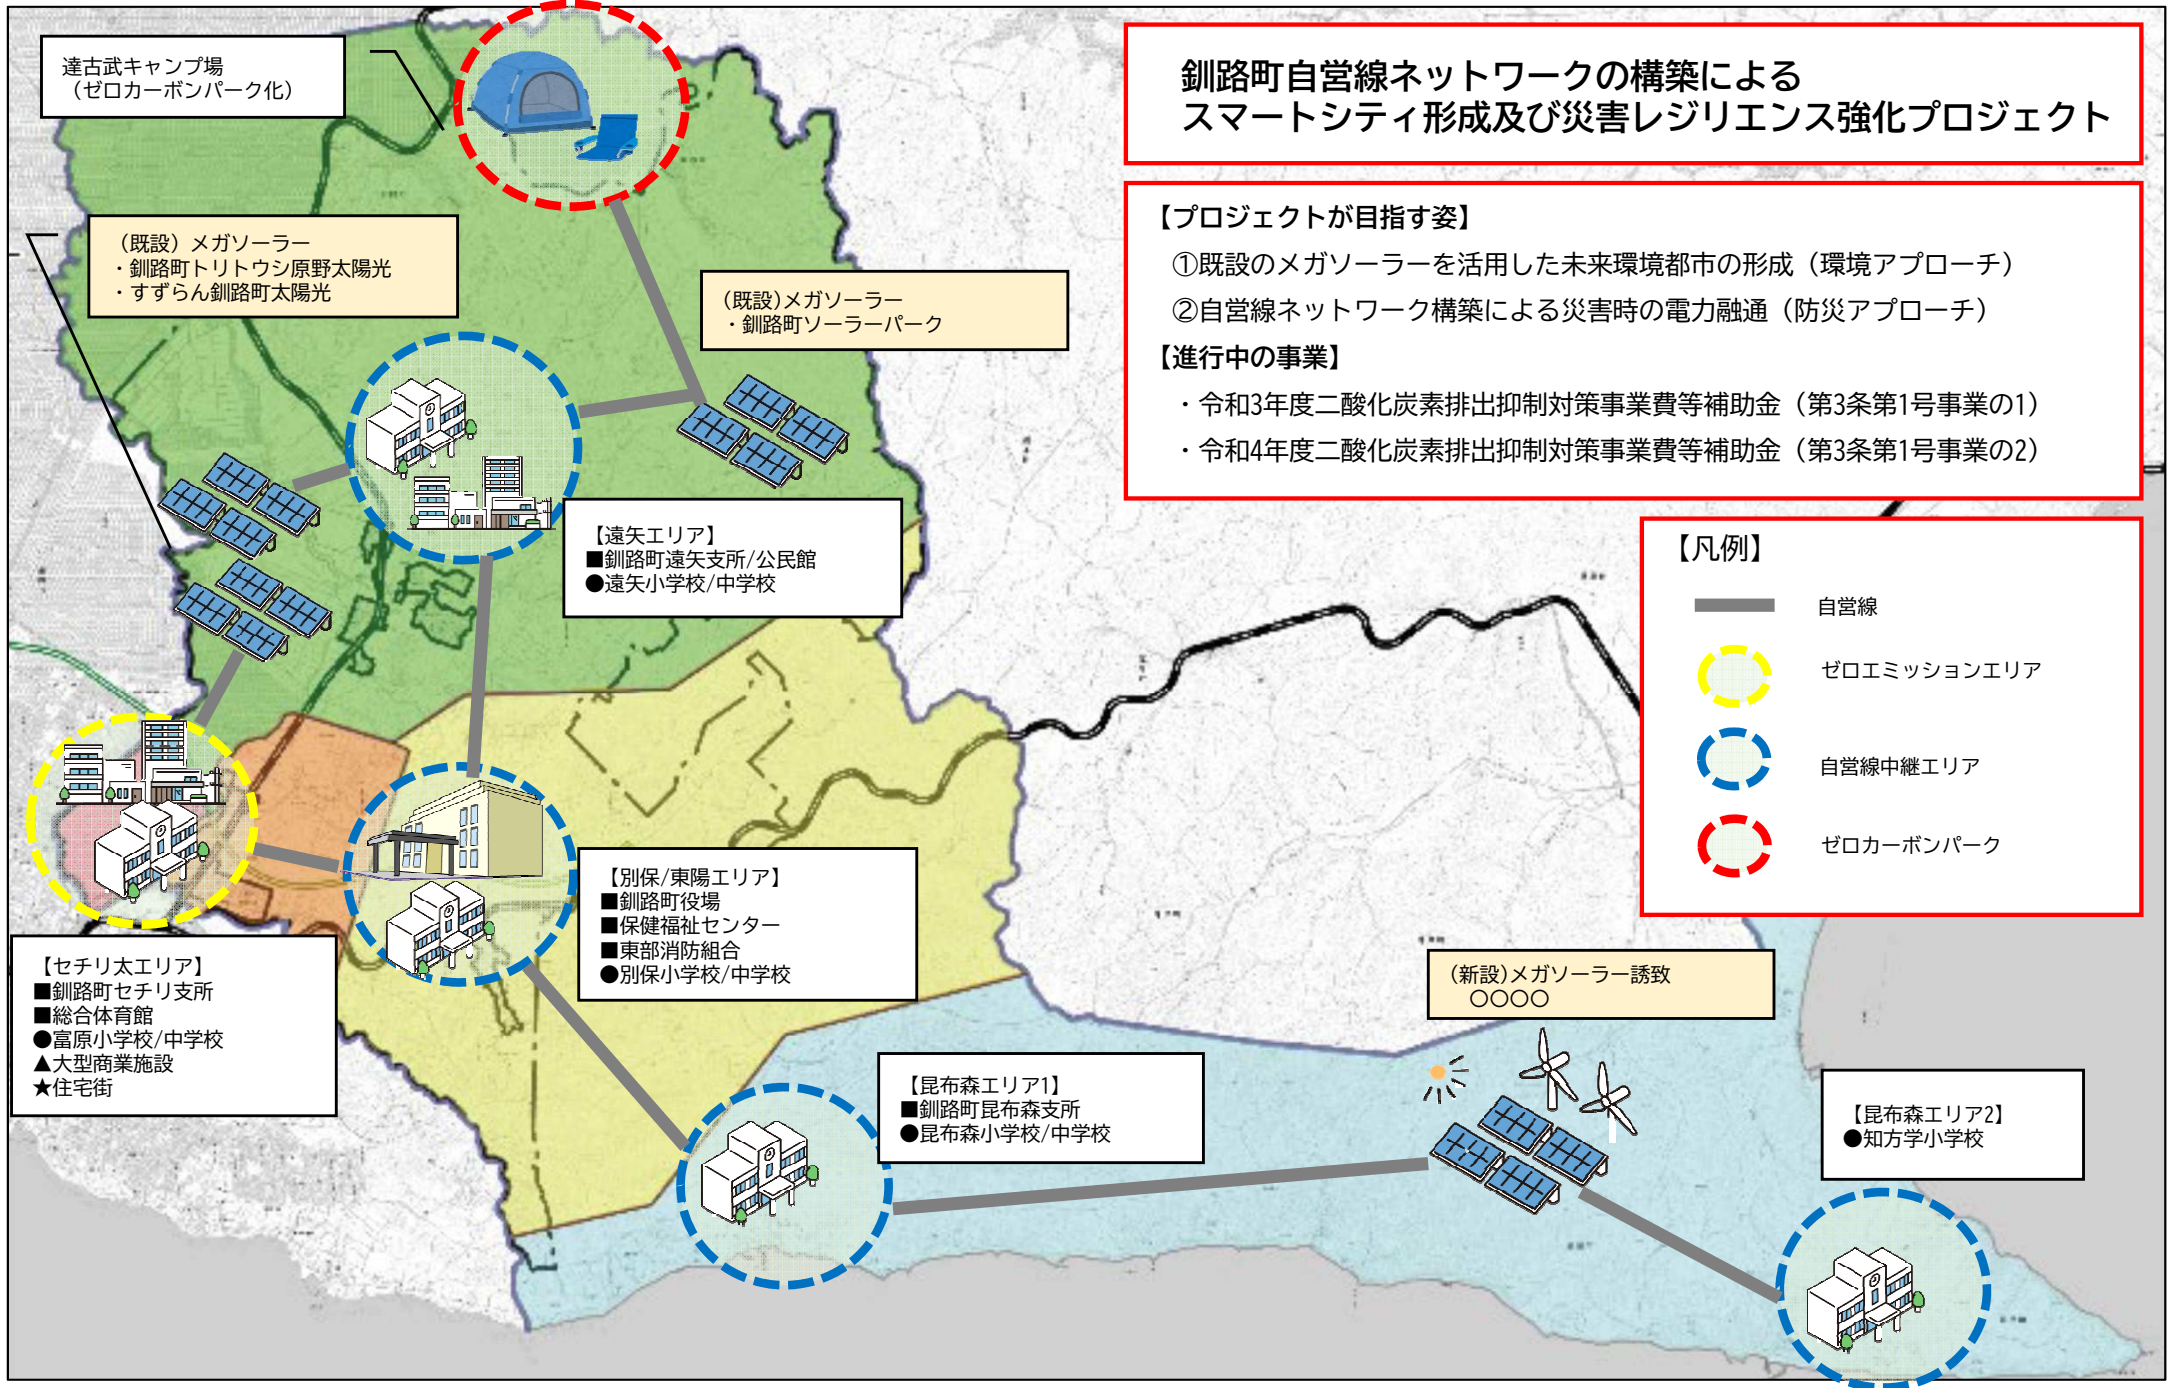 達古武キャンプ場
（ゼロカーボンパーク化）
釧路町自営線ネットワークの構築による
スマートシティ形成及び災害レジリエンス強化プロジェクト
【プロジェクトが目指す姿】
①既設のメガソーラーを活用した未来環境都市の形成（環境アプローチ）
②自営線ネットワーク構築による災害時の電力融通（防災アプローチ）
【進行中の事業】
・令和3年度二酸化炭素排出抑制対策事業費等補助金（第3条第1号事業の1）
・令和4年度二酸化炭素排出抑制対策事業費等補助金（第3条第1号事業の2）
（既設）メガソーラー
・釧路町トリトウシ原野太陽光
・すずらん釧路町太陽光
(既設)メガソーラー
・釧路町ソーラーパーク
【遠矢エリア】
■釧路町遠矢支所/公民館
●遠矢小学校/中学校
【凡例】
自営線
ゼロエミッションエリア
自営線中継エリア
ゼロカーボンパーク
【別保/東陽エリア】
■釧路町役場
■保健福祉センター
■東部消防組合
●別保小学校/中学校
【セチリ太エリア】
■釧路町セチリ支所
■総合体育館
●富原小学校/中学校
▲大型商業施設
★住宅街
(新設)メガソーラー誘致
〇〇〇〇
【昆布森エリア1】
■釧路町昆布森支所
●昆布森小学校/中学校
【昆布森エリア2】
●知方学小学校